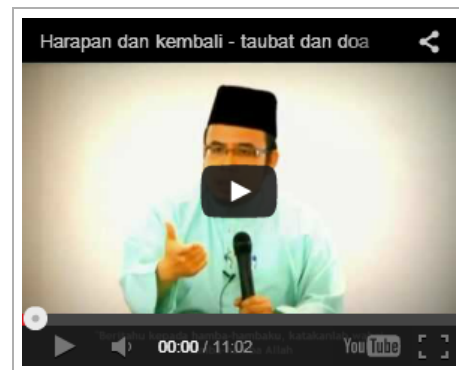 Harapan dan kembali - taubat dan doa
"Beritahu kepada hamba-hambaku, katakanlah
Allah
00:00 / 11:02
YouTube